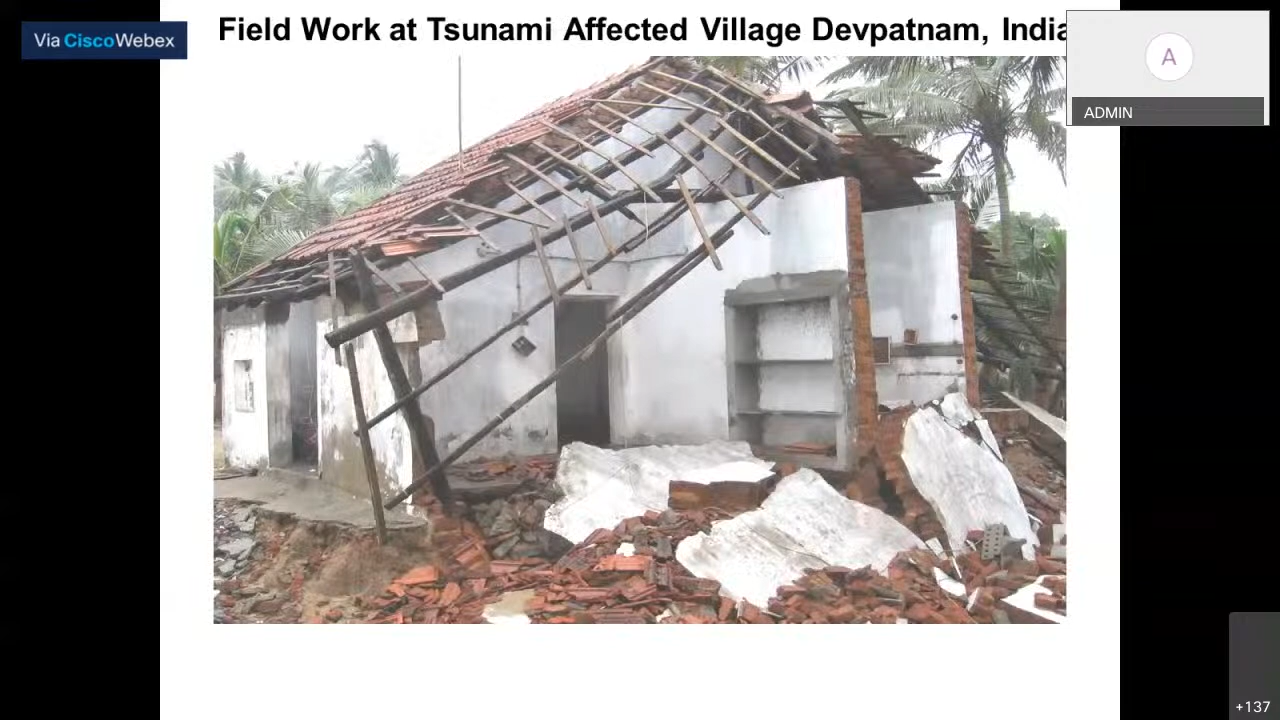 Via CiscoWebex
Field Work at Tsunami Affected Village Devpatnam, India
A
ADMIN
+137